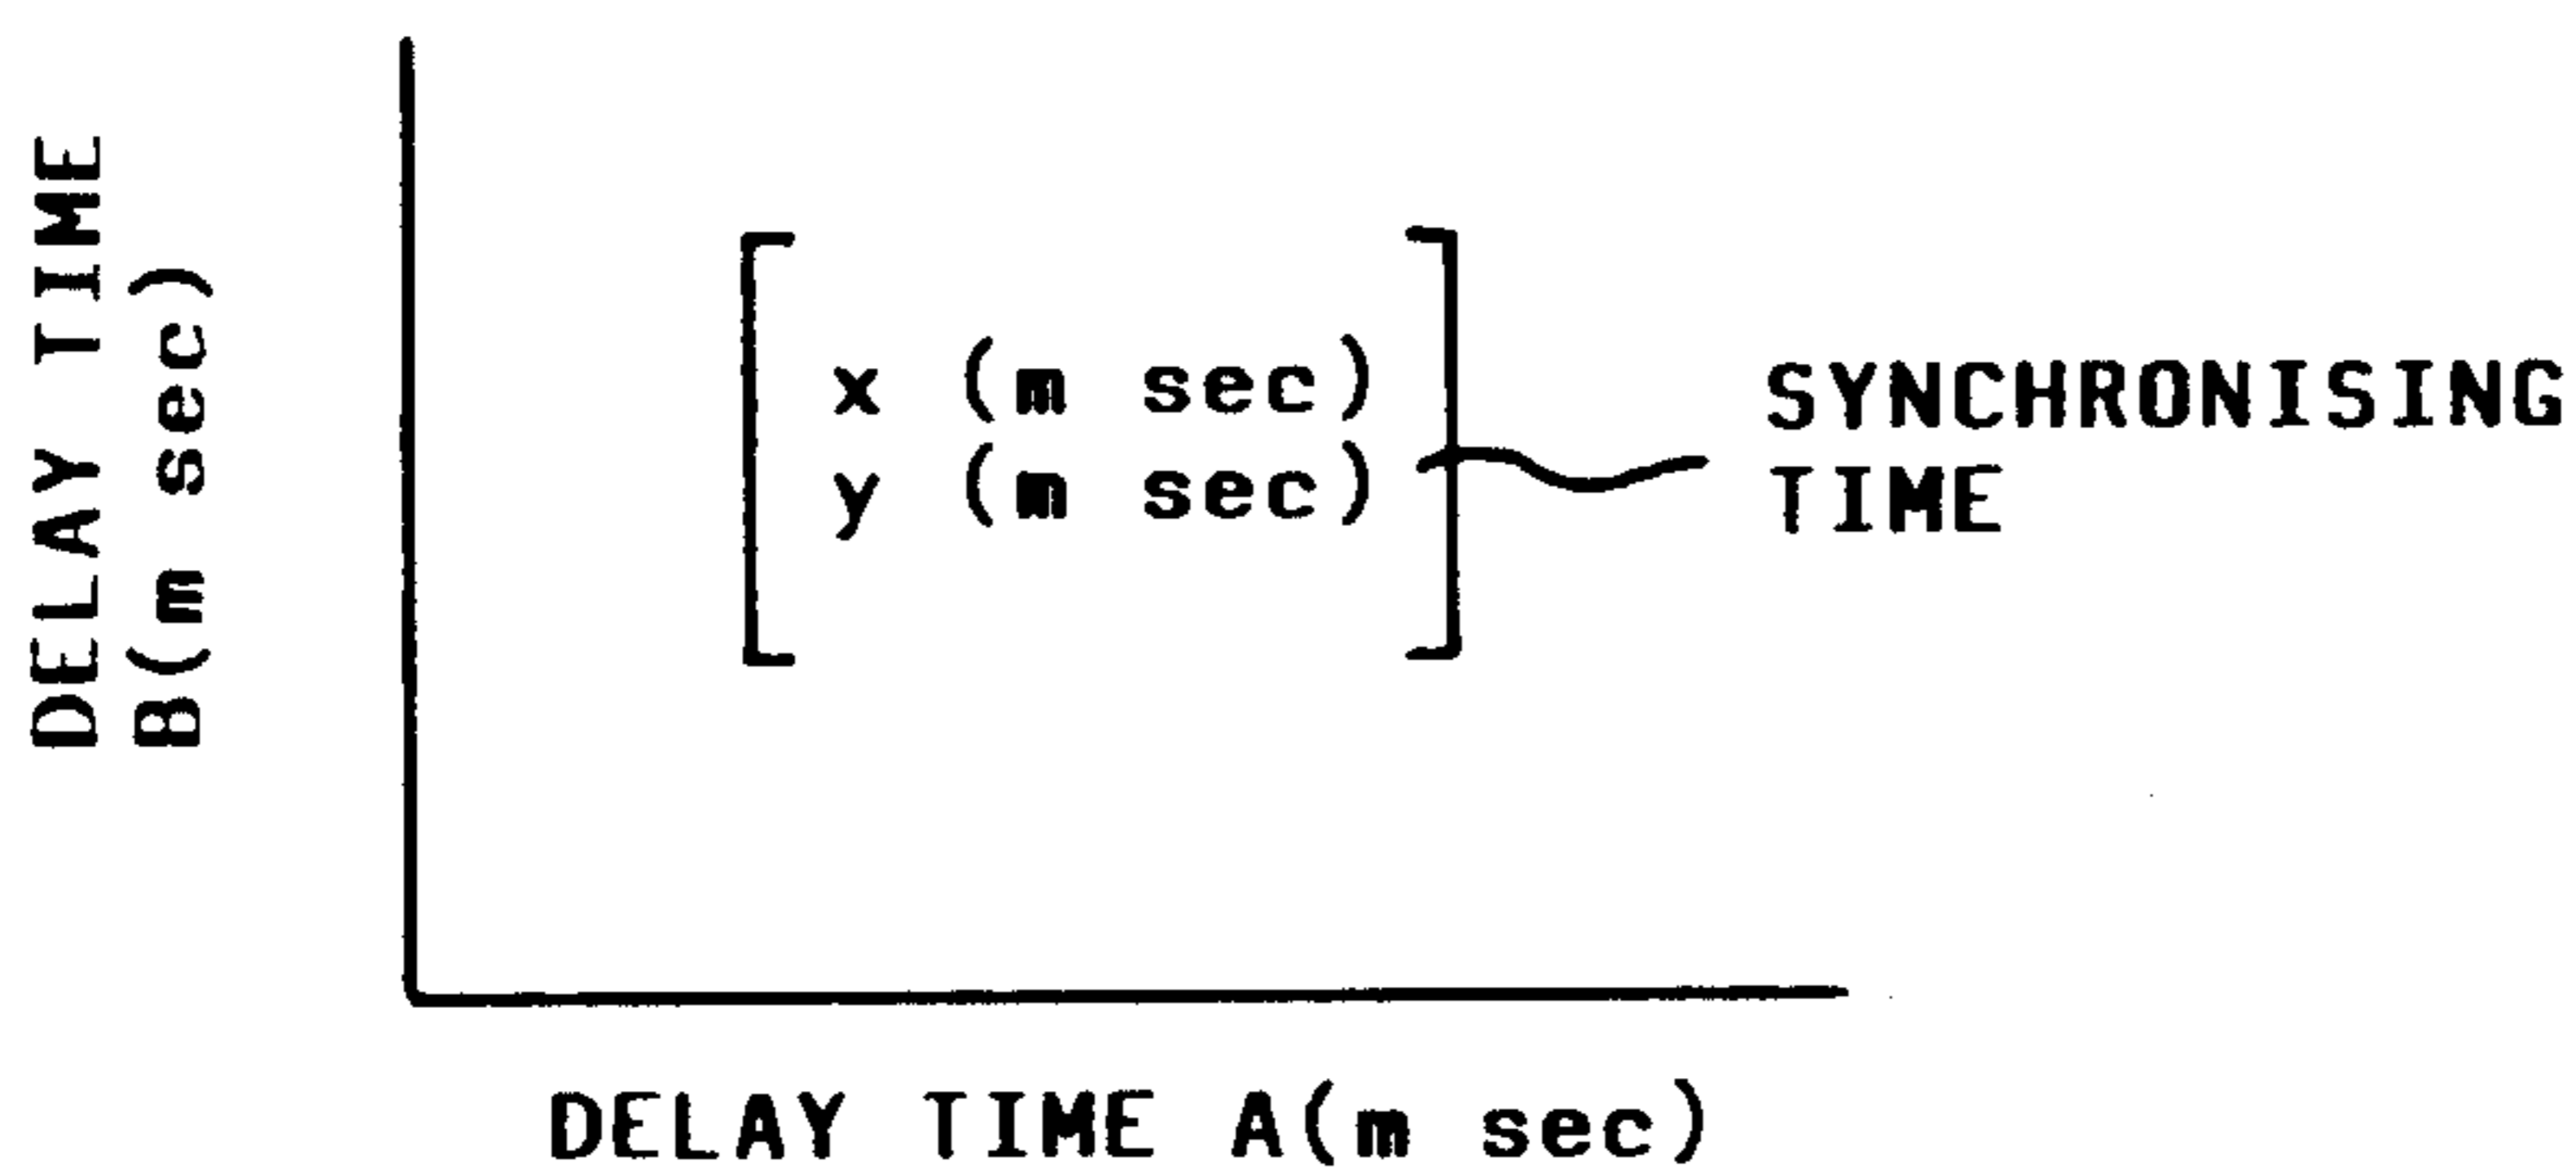 DELAY TIME
B(m sec)
x (m sec)
y (m sec)
SYNCHRONISING
TIME
DELAY TIME A(m sec)